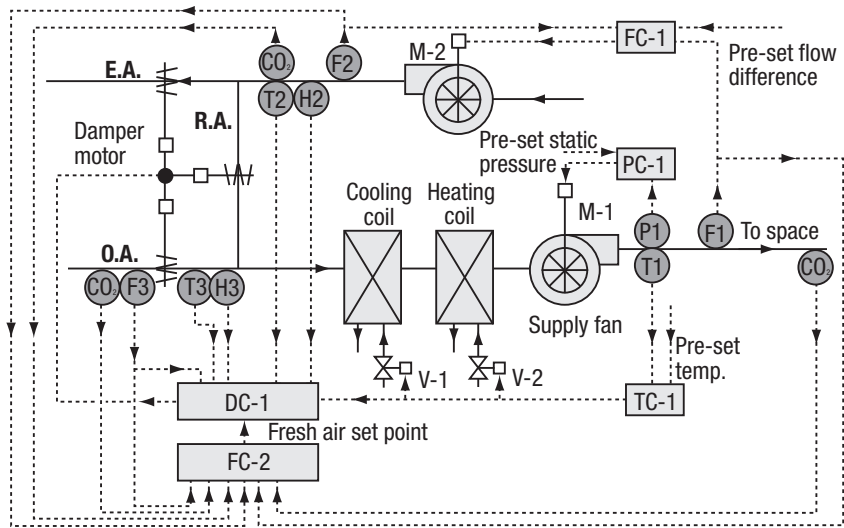 CO₂
F2
M-2
FC-1
Pre-set flow
difference
E.A.
T2
H2
R.A.
Damper
motor
Pre-set static
pressure
PC-1
Cooling
coil
Heating
coil
M-1
P1
F1
To space
O.A.
T1
CO₂
CO₂
F3
T3
H3
Supply fan
Pre-set
temp.
V-1
V-2
DC-1
TC-1
Fresh air set point
FC-2